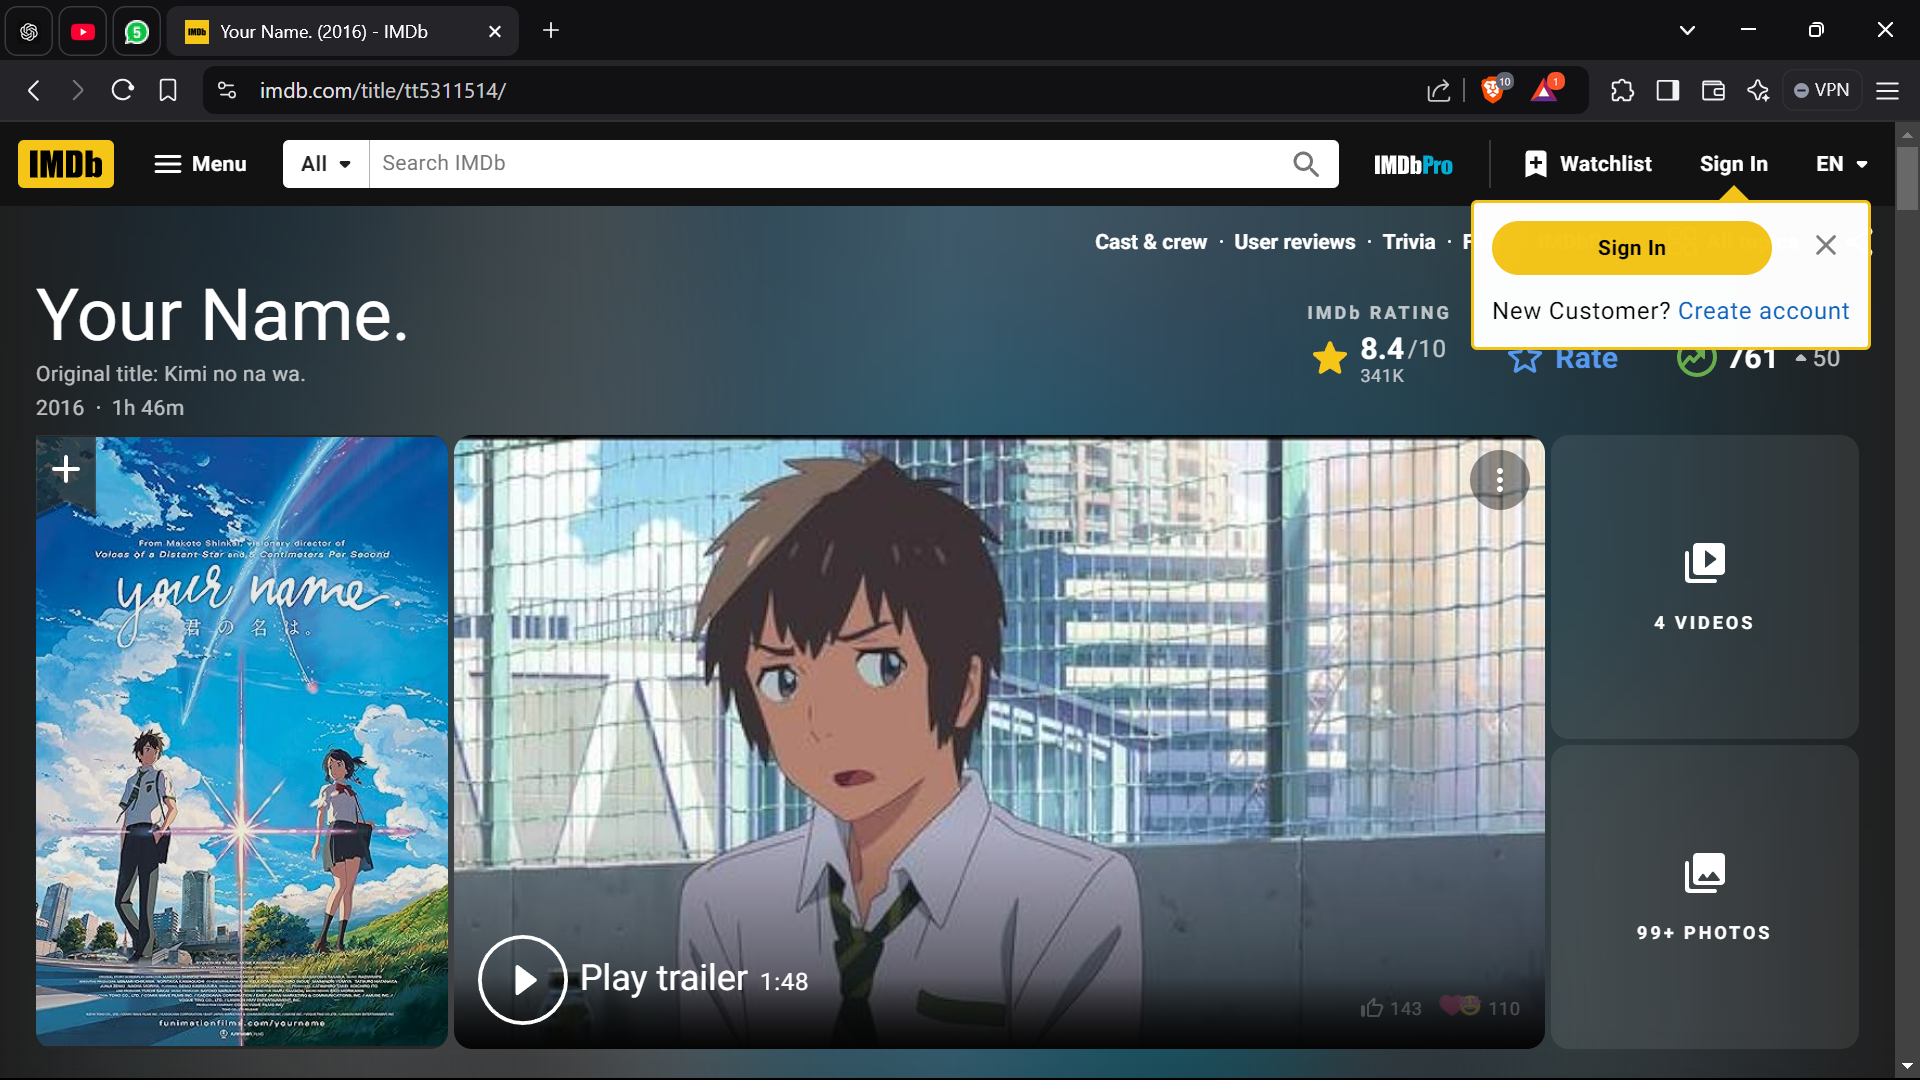 5
IMDb
Your Name. (2016) - IMDb
imdb.com/title/tt5311514/
10
1
VPN
IMDb
Menu
All
Search IMDb
IMDbPro
Watchlist
Sign In
EN
Cast & crew · User reviews · Trivia · F
Sign In
New Customer? Create account
Your Name.
Original title: Kimi no na wa.
2016 · 1h 46m
IMDb RATING
8.4/10
341K
Rate
761
50
From Makoto Shinkai, visionary director of
Voices of a Distant Star and 5 Centimeters Per Second
your name.
君の名は。
funimationfilms.com/yourname
Play trailer 1:48
143
110
4 VIDEOS
99+ PHOTOS